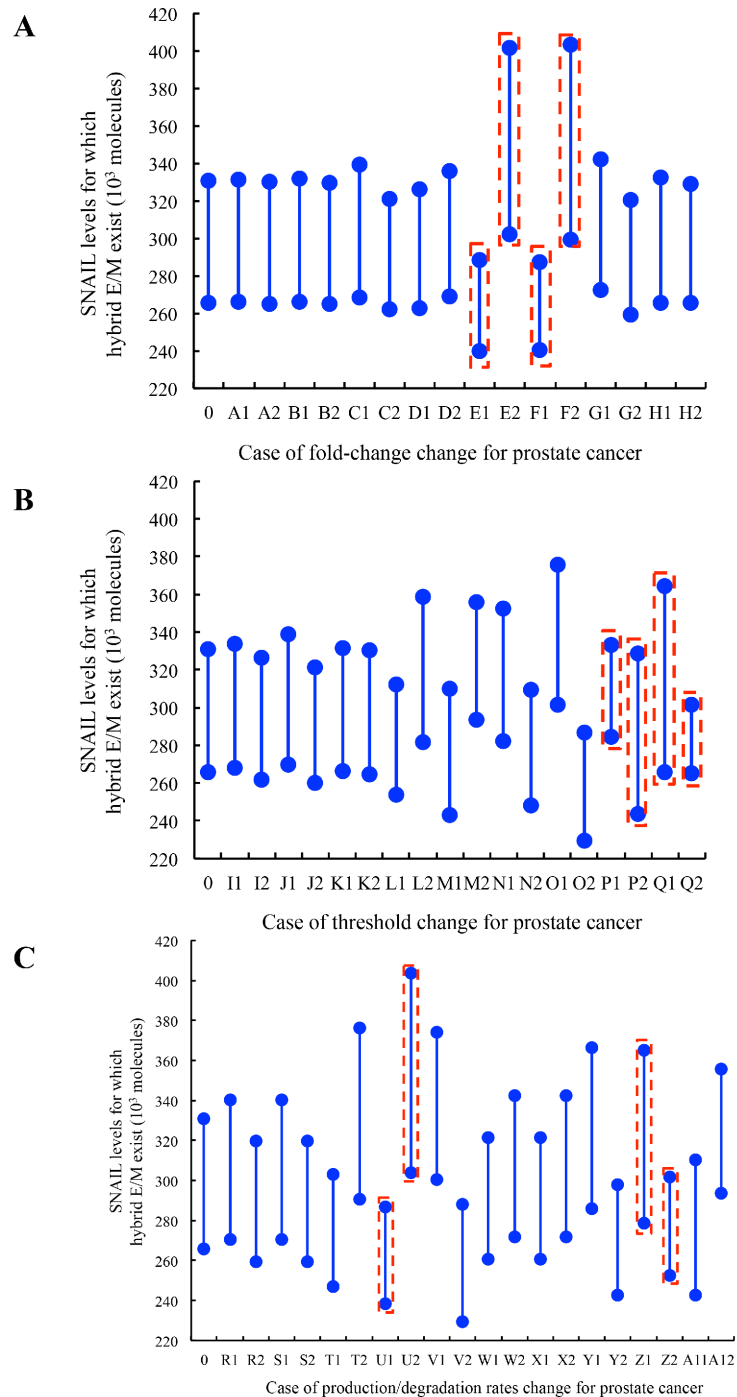 A
SNAIL levels for which
hybrid E/M exist (10³ molecules)
420
400
380
360
340
320
300
280
260
240
220
0 A1 A2 B1 B2 C1 C2 D1 D2 E1 E2 F1 F2 G1 G2 H1 H2
Case of fold-change change for prostate cancer
B
SNAIL levels for which
hybrid E/M exist (10³ molecules)
420
400
380
360
340
320
300
280
260
240
220
0 I1 I2 J1 J2 K1 K2 L1 L2 M1 M2 N1 N2 O1 O2 P1 P2 Q1 Q2
Case of threshold change for prostate cancer
C
SNAIL levels for which
hybrid E/M exist (10³ molecules)
420
400
380
360
340
320
300
280
260
240
220
0 R1 R2 S1 S2 T1 T2 U1 U2 V1 V2 W1 W2 X1 X2 Y1 Y2 Z1 Z2 A11 A12
Case of production/degradation rates change for prostate cancer